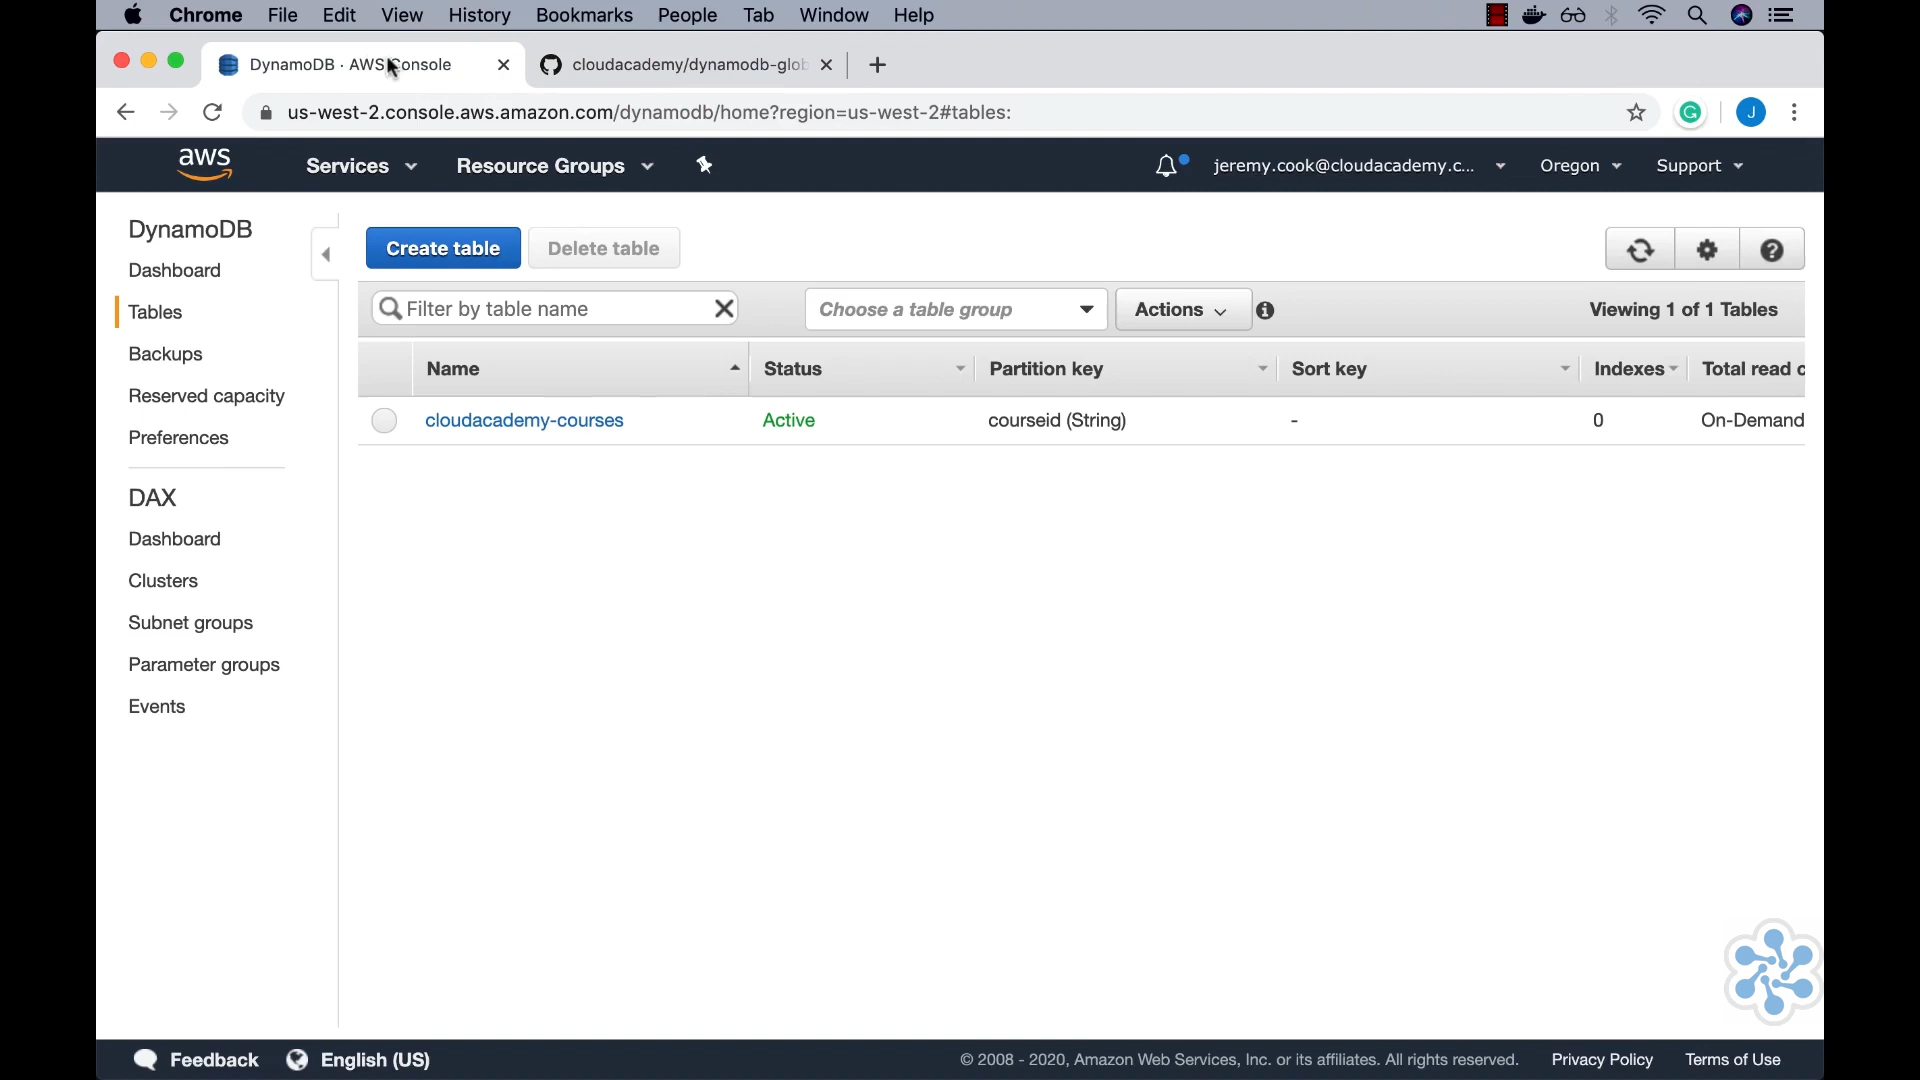 Chrome File Edit View History Bookmarks People Tab Window Help
DynamoDB · AWS Console
cloudacademy/dynamodb-glob
us-west-2.console.aws.amazon.com/dynamodb/home?region=us-west-2#tables:
G
J
aws Services Resource Groups jeremy.cook@cloudacademy.c... Oregon Support
DynamoDB
Dashboard
Tables
Backups
Reserved capacity
Preferences
DAX
Dashboard
Clusters
Subnet groups
Parameter groups
Events
Create table Delete table
Filter by table name Choose a table group Actions Viewing 1 of 1 Tables
Name Status Partition key Sort key Indexes Total read c
cloudacademy-courses Active courseid (String) - 0 On-Demand
Feedback English (US) © 2008 - 2020, Amazon Web Services, Inc. or its affiliates. All rights reserved. Privacy Policy Terms of Use